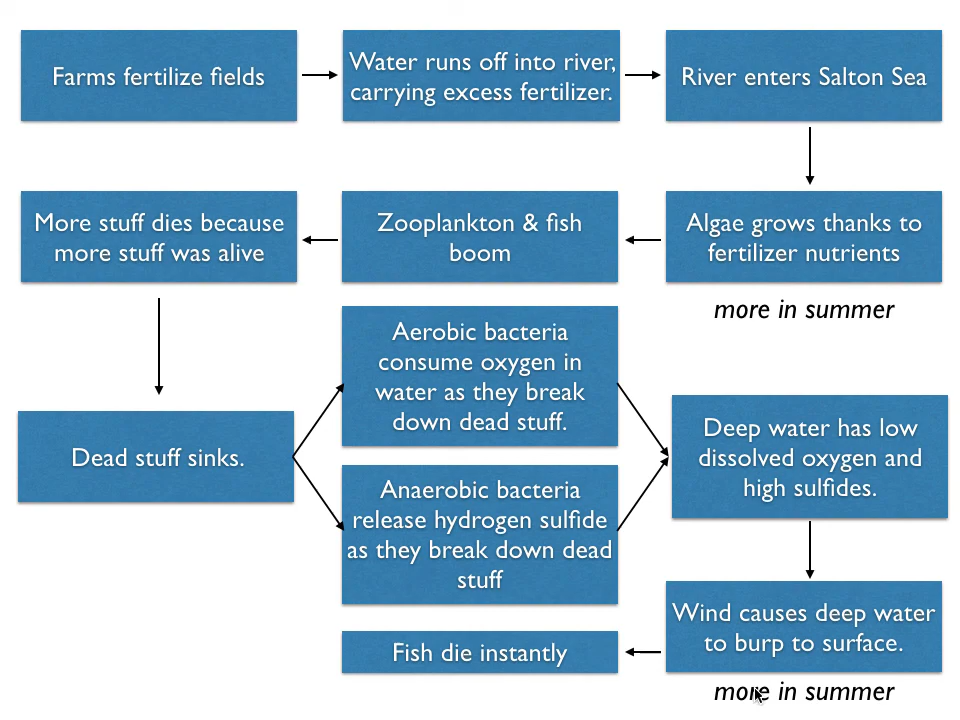 Farms fertilize fields
Water runs off into river,
carrying excess fertilizer.
River enters Salton Sea
Algae grows thanks to
fertilizer nutrients
more in summer
Zooplankton & fish
boom
More stuff dies because
more stuff was alive
Dead stuff sinks.
Aerobic bacteria
consume oxygen in
water as they break
down dead stuff.
Anaerobic bacteria
release hydrogen sulfide
as they break down dead
stuff
Deep water has low
dissolved oxygen and
high sulfides.
Wind causes deep water
to burp to surface.
more in summer
Fish die instantly